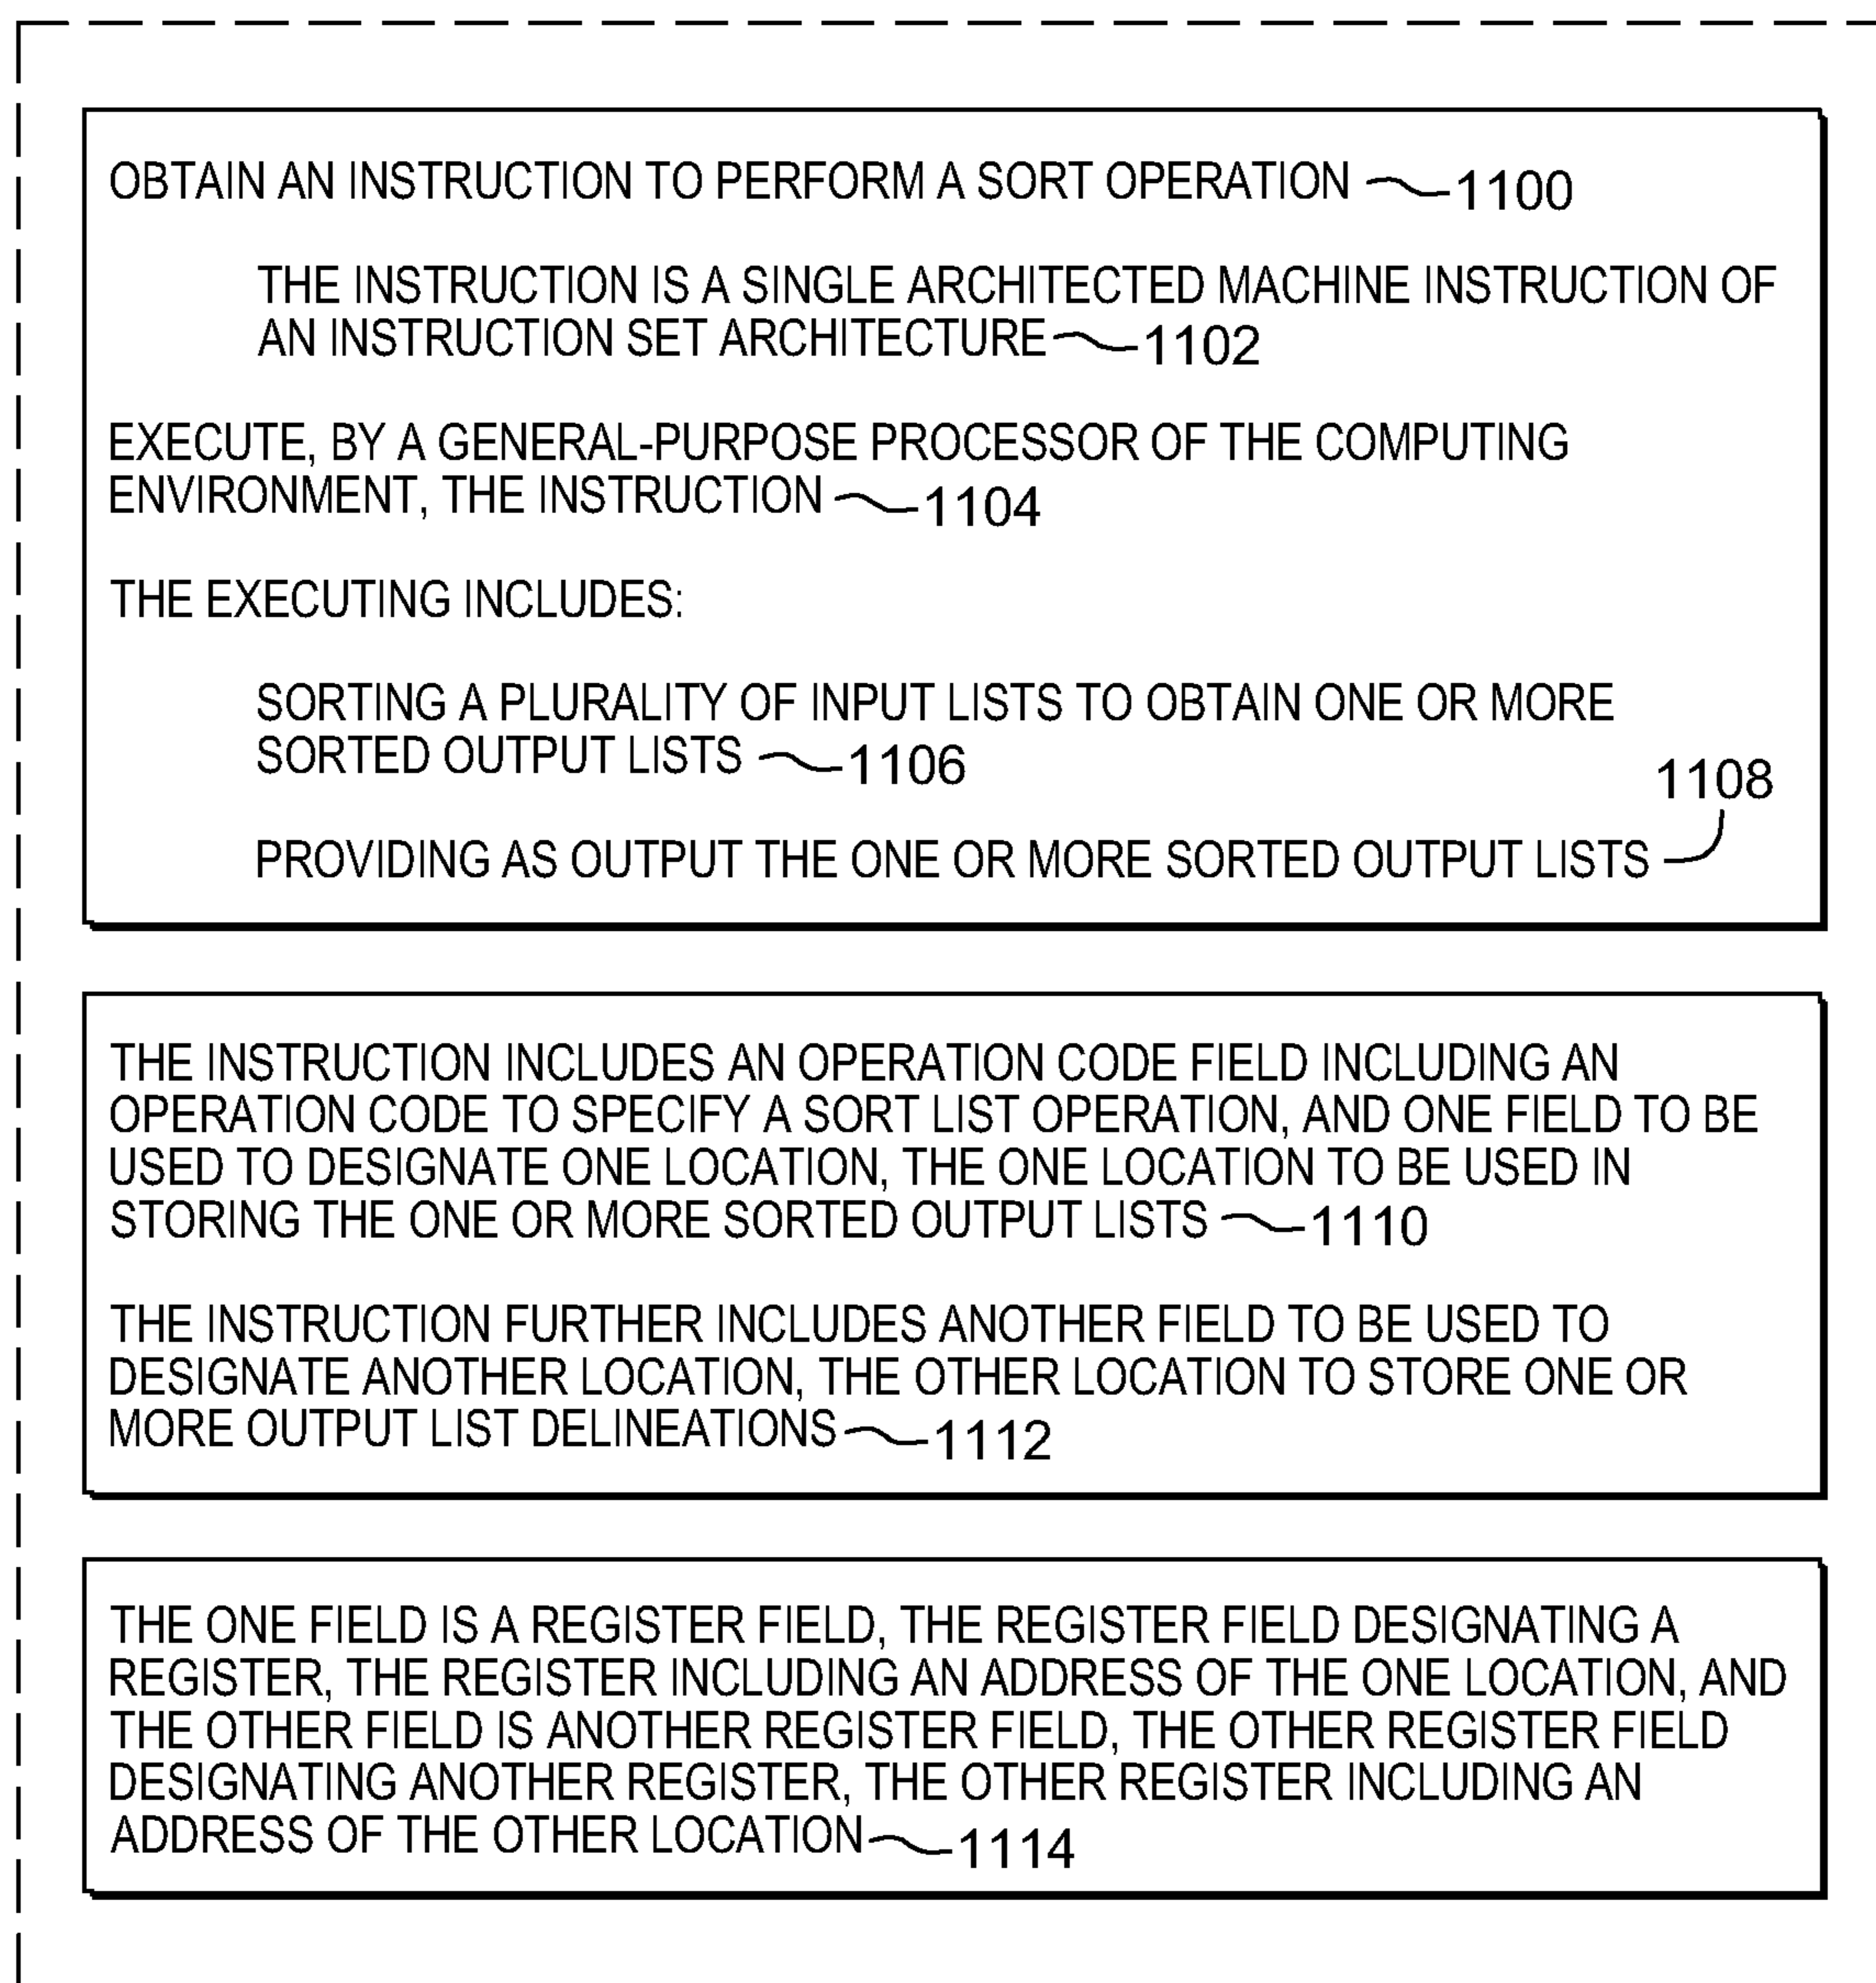 OBTAIN AN INSTRUCTION TO PERFORM A SORT OPERATION 1100
THE INSTRUCTION IS A SINGLE ARCHITECTED MACHINE INSTRUCTION OF
AN INSTRUCTION SET ARCHITECTURE 1102
EXECUTE, BY A GENERAL-PURPOSE PROCESSOR OF THE COMPUTING
ENVIRONMENT, THE INSTRUCTION 1104
THE EXECUTING INCLUDES:
SORTING A PLURALITY OF INPUT LISTS TO OBTAIN ONE OR MORE
SORTED OUTPUT LISTS 1106
1108
PROVIDING AS OUTPUT THE ONE OR MORE SORTED OUTPUT LISTS
THE INSTRUCTION INCLUDES AN OPERATION CODE FIELD INCLUDING AN
OPERATION CODE TO SPECIFY A SORT LIST OPERATION, AND ONE FIELD TO BE
USED TO DESIGNATE ONE LOCATION, THE ONE LOCATION TO BE USED IN
STORING THE ONE OR MORE SORTED OUTPUT LISTS 1110
THE INSTRUCTION FURTHER INCLUDES ANOTHER FIELD TO BE USED TO
DESIGNATE ANOTHER LOCATION, THE OTHER LOCATION TO STORE ONE OR
MORE OUTPUT LIST DELINEATIONS 1112
THE ONE FIELD IS A REGISTER FIELD, THE REGISTER FIELD DESIGNATING A
REGISTER, THE REGISTER INCLUDING AN ADDRESS OF THE ONE LOCATION, AND
THE OTHER FIELD IS ANOTHER REGISTER FIELD, THE OTHER REGISTER FIELD
DESIGNATING ANOTHER REGISTER, THE OTHER REGISTER INCLUDING AN
ADDRESS OF THE OTHER LOCATION 1114